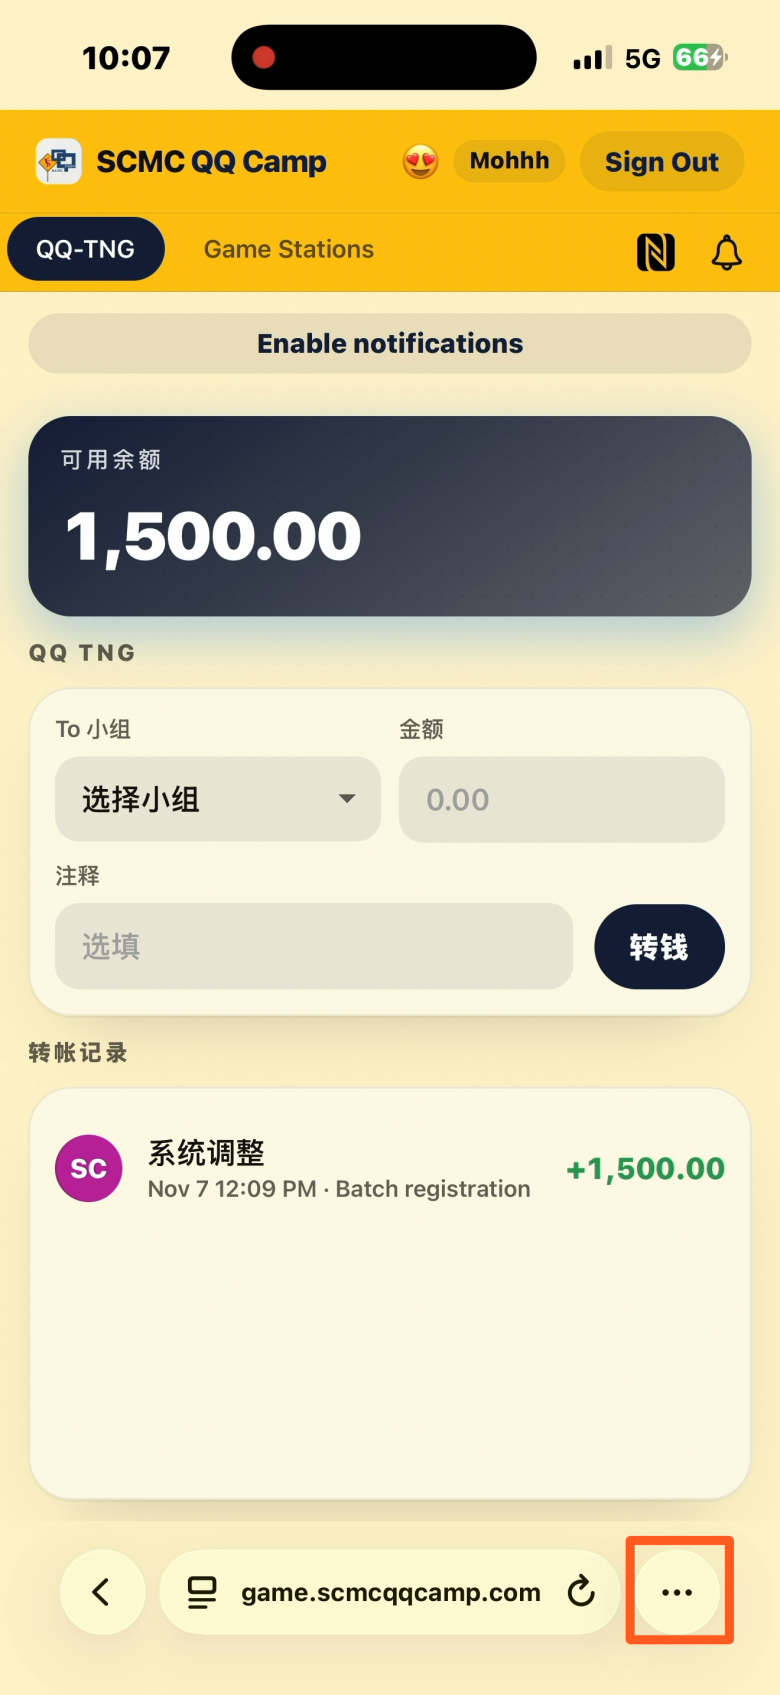 10:07
5G
66
SCMC QQ Camp
Mohhh
Sign Out
QQ-TNG
Game Stations
Enable notifications
可用余额
1,500.00
QQ TNG
To 小组
金额
选择小组
0.00
注释
选填
转钱
转帐记录
SC
系统调整
Nov 7 12:09 PM · Batch registration
+1,500.00
game.scmcqqcamp.com